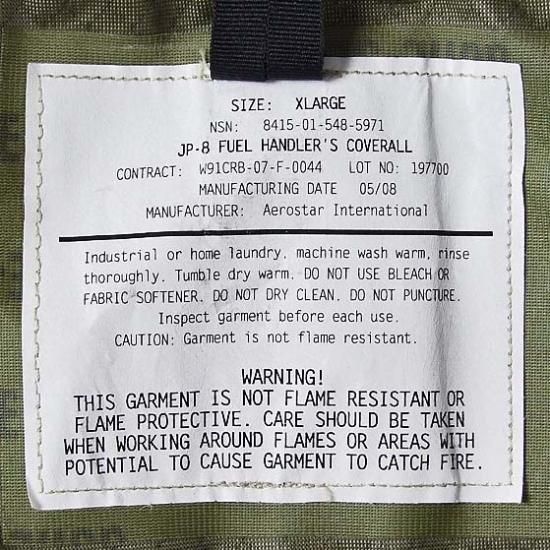 SIZE: XLARGE
NSN: 8415-01-548-5971
JP-8 FUEL HANDLER'S COVERALL
CONTRACT: W91CRB-07-F-0044 LOT NO: 197700
MANUFACTURING DATE 05/08
MANUFACTURER: Aerostar International
Industrial or home laundry. machine wash warm, rinse
thoroughly. Tumble dry warm. DO NOT USE BLEACH OR
FABRIC SOFTENER. DO NOT DRY CLEAN. DO NOT PUNCTURE.
Inspect garment before each use.
CAUTION: Garment is not flame resistant.
WARNING!
THIS GARMENT IS NOT FLAME RESISTANT OR
FLAME PROTECTIVE. CARE SHOULD BE TAKEN
WHEN WORKING AROUND FLAMES OR AREAS WITH
POTENTIAL TO CAUSE GARMENT TO CATCH FIRE.